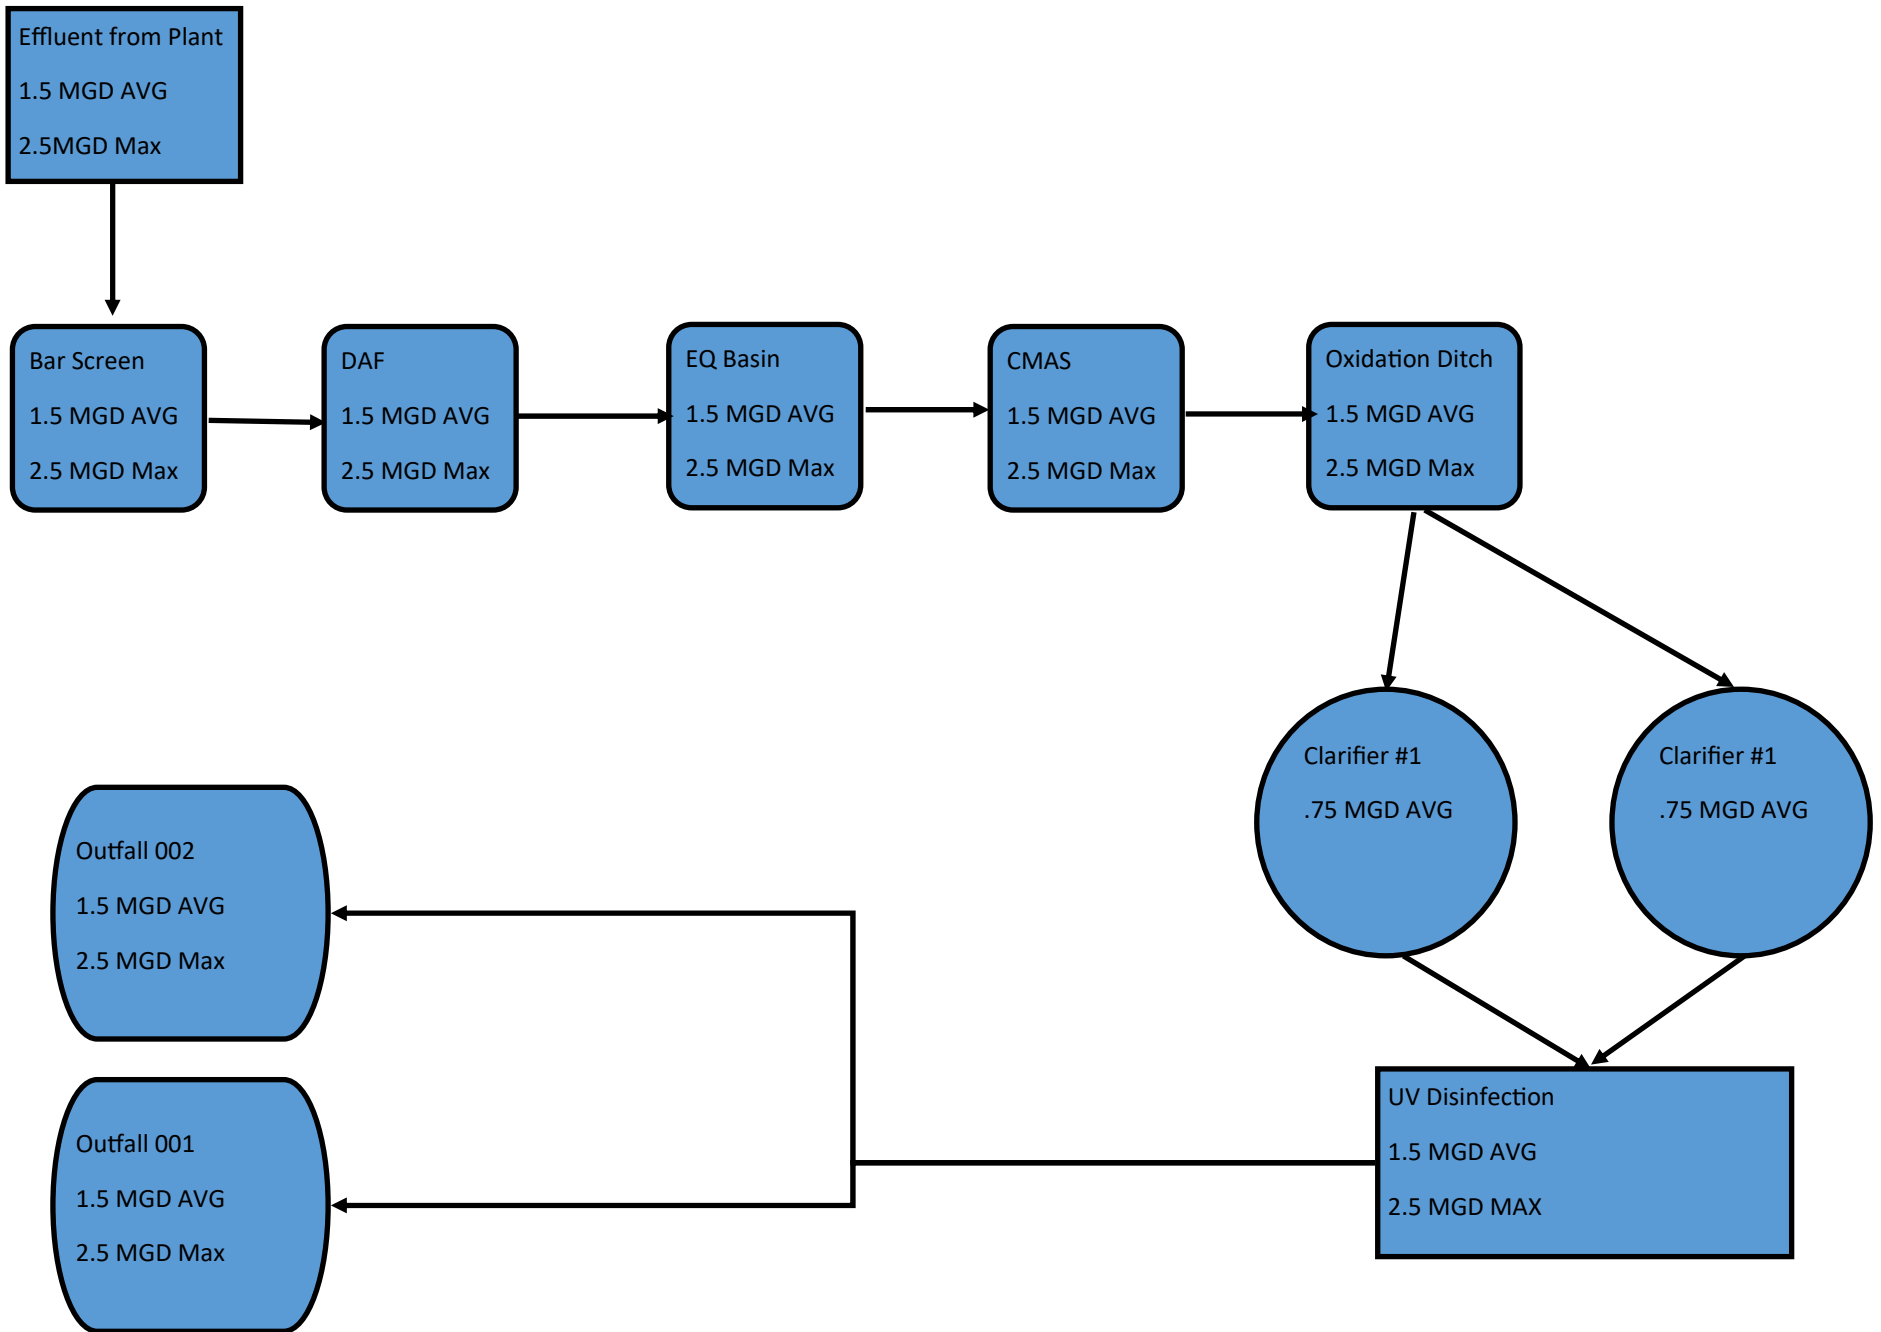 Effluent from Plant
1.5 MGD AVG
2.5MGD Max
Bar Screen
1.5 MGD AVG
2.5 MGD Max
DAF
1.5 MGD AVG
2.5 MGD Max
EQ Basin
1.5 MGD AVG
2.5 MGD Max
CMAS
1.5 MGD AVG
2.5 MGD Max
Oxidation Ditch
1.5 MGD AVG
2.5 MGD Max
Clarifier #1
.75 MGD AVG
Clarifier #1
.75 MGD AVG
Outfall 002
1.5 MGD AVG
2.5 MGD Max
UV Disinfection
1.5 MGD AVG
2.5 MGD MAX
Outfall 001
1.5 MGD AVG
2.5 MGD Max